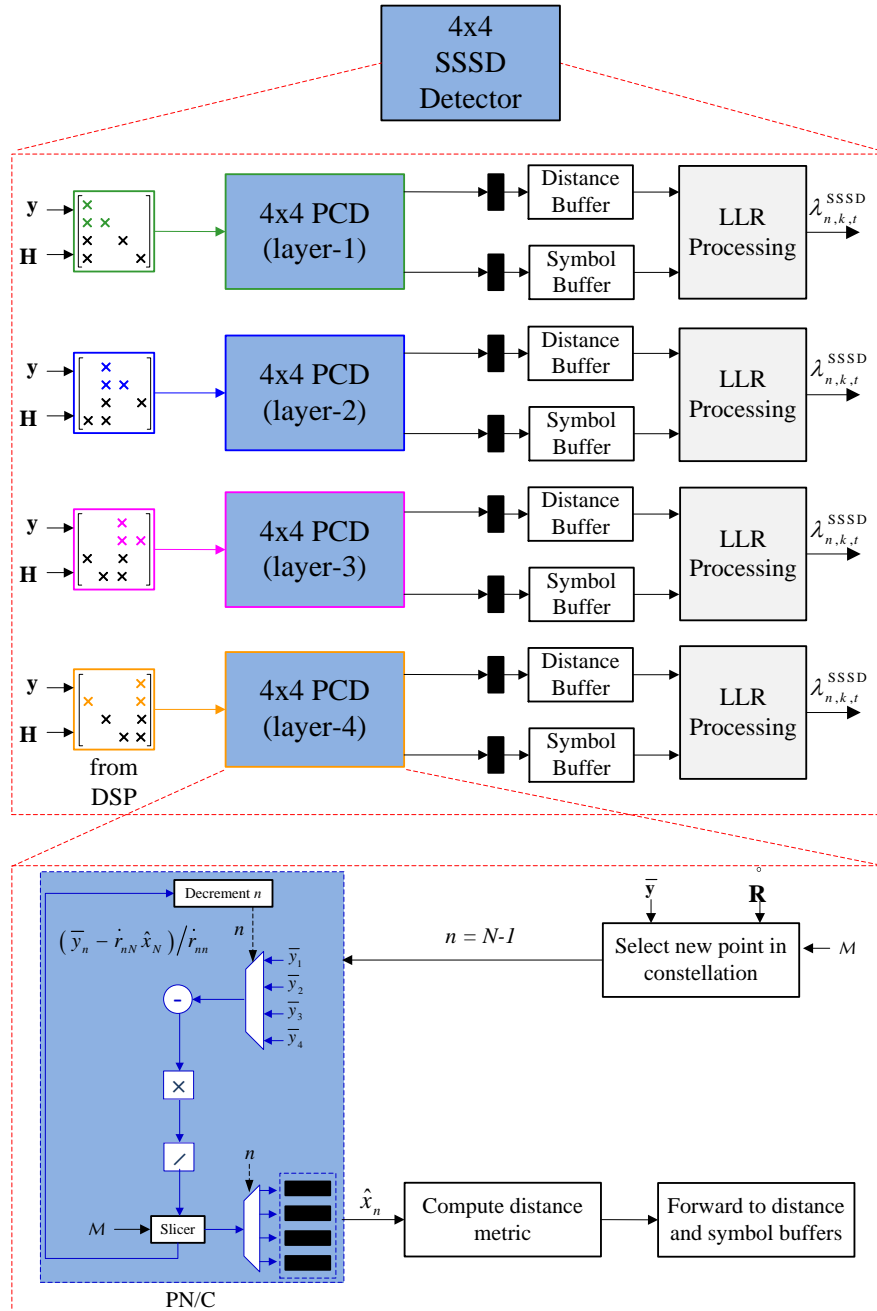 4x4
SSSD
Detector
y
H
4x4 PCD
(layer-1)
Distance
Buffer
Symbol
Buffer
LLR
Processing
λ_{n,k,t}^{SSSD}
y
H
4x4 PCD
(layer-2)
Distance
Buffer
Symbol
Buffer
LLR
Processing
λ_{n,k,t}^{SSSD}
y
H
4x4 PCD
(layer-3)
Distance
Buffer
Symbol
Buffer
LLR
Processing
λ_{n,k,t}^{SSSD}
y
H
from
DSP
4x4 PCD
(layer-4)
Distance
Buffer
Symbol
Buffer
LLR
Processing
λ_{n,k,t}^{SSSD}
Decrement n
(ȳ_n − ṙ_{nN} x̂_N)/ṙ_{nn}
n
ȳ_1
ȳ_2
ȳ_3
ȳ_4
-
×
/
n
M
Slicer
PN/C
n = N-1
ȳ
R̊
Select new point in
constellation
M
x̂_n
Compute distance
metric
Forward to distance
and symbol buffers